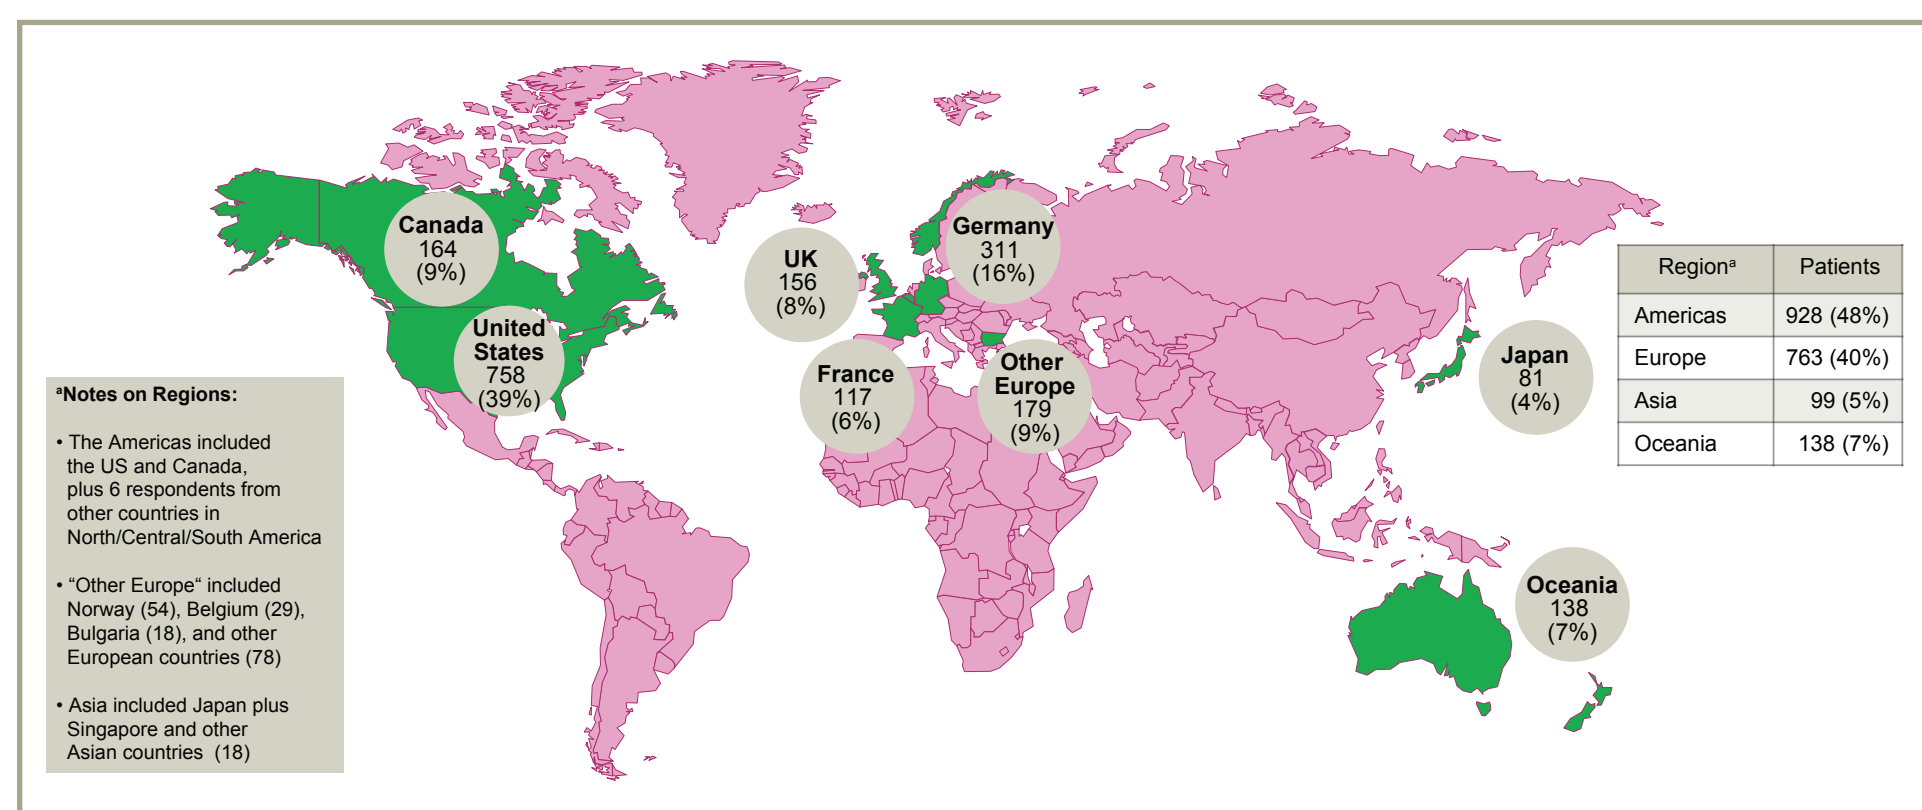 Canada
164
(9%)
United
States
758
(39%)
UK
156
(8%)
Germany
311
(16%)
France
117
(6%)
Other
Europe
179
(9%)
Japan
81
(4%)
Oceania
138
(7%)
Regionᵃ Patients
Americas 928 (48%)
Europe 763 (40%)
Asia 99 (5%)
Oceania 138 (7%)
ᵃNotes on Regions:
• The Americas included
the US and Canada,
plus 6 respondents from
other countries in
North/Central/South America
• “Other Europe“ included
Norway (54), Belgium (29),
Bulgaria (18), and other
European countries (78)
• Asia included Japan plus
Singapore and other
Asian countries (18)